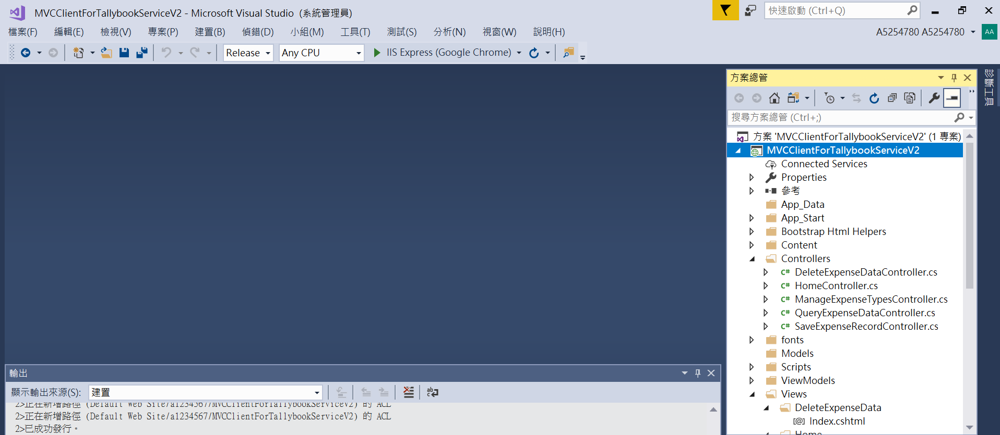 MVCClientForTallybookServiceV2 - Microsoft Visual Studio (系統管理員)
快速啟動 (Ctrl+Q)
檔案(F) 編輯(E) 檢視(V) 專案(P) 建置(B) 偵錯(D) 小組(M) 工具(T) 測試(S) 分析(N) 視窗(W) 說明(H)
A5254780 A5254780
AA
Release
Any CPU
IIS Express (Google Chrome)
方案總管
搜尋方案總管 (Ctrl+;)
方案 'MVCClientForTallybookServiceV2' (1 專案)
MVCClientForTallybookServiceV2
Connected Services
Properties
參考
App_Data
App_Start
Bootstrap Html Helpers
Content
Controllers
C# DeleteExpenseDataController.cs
C# HomeController.cs
C# ManageExpenseTypesController.cs
C# QueryExpenseDataController.cs
C# SaveExpenseRecordController.cs
fonts
Models
Scripts
ViewModels
Views
DeleteExpenseData
[@] Index.cshtml
Home
診斷工具
輸出
顯示輸出來源(S): 建置
2>正在新增路徑 (Default Web Site/a1234567/MVCClientForTallybookServiceV2) 的 ACL
2>正在新增路徑 (Default Web Site/a1234567/MVCClientForTallybookServiceV2) 的 ACL
2>已成功發行。